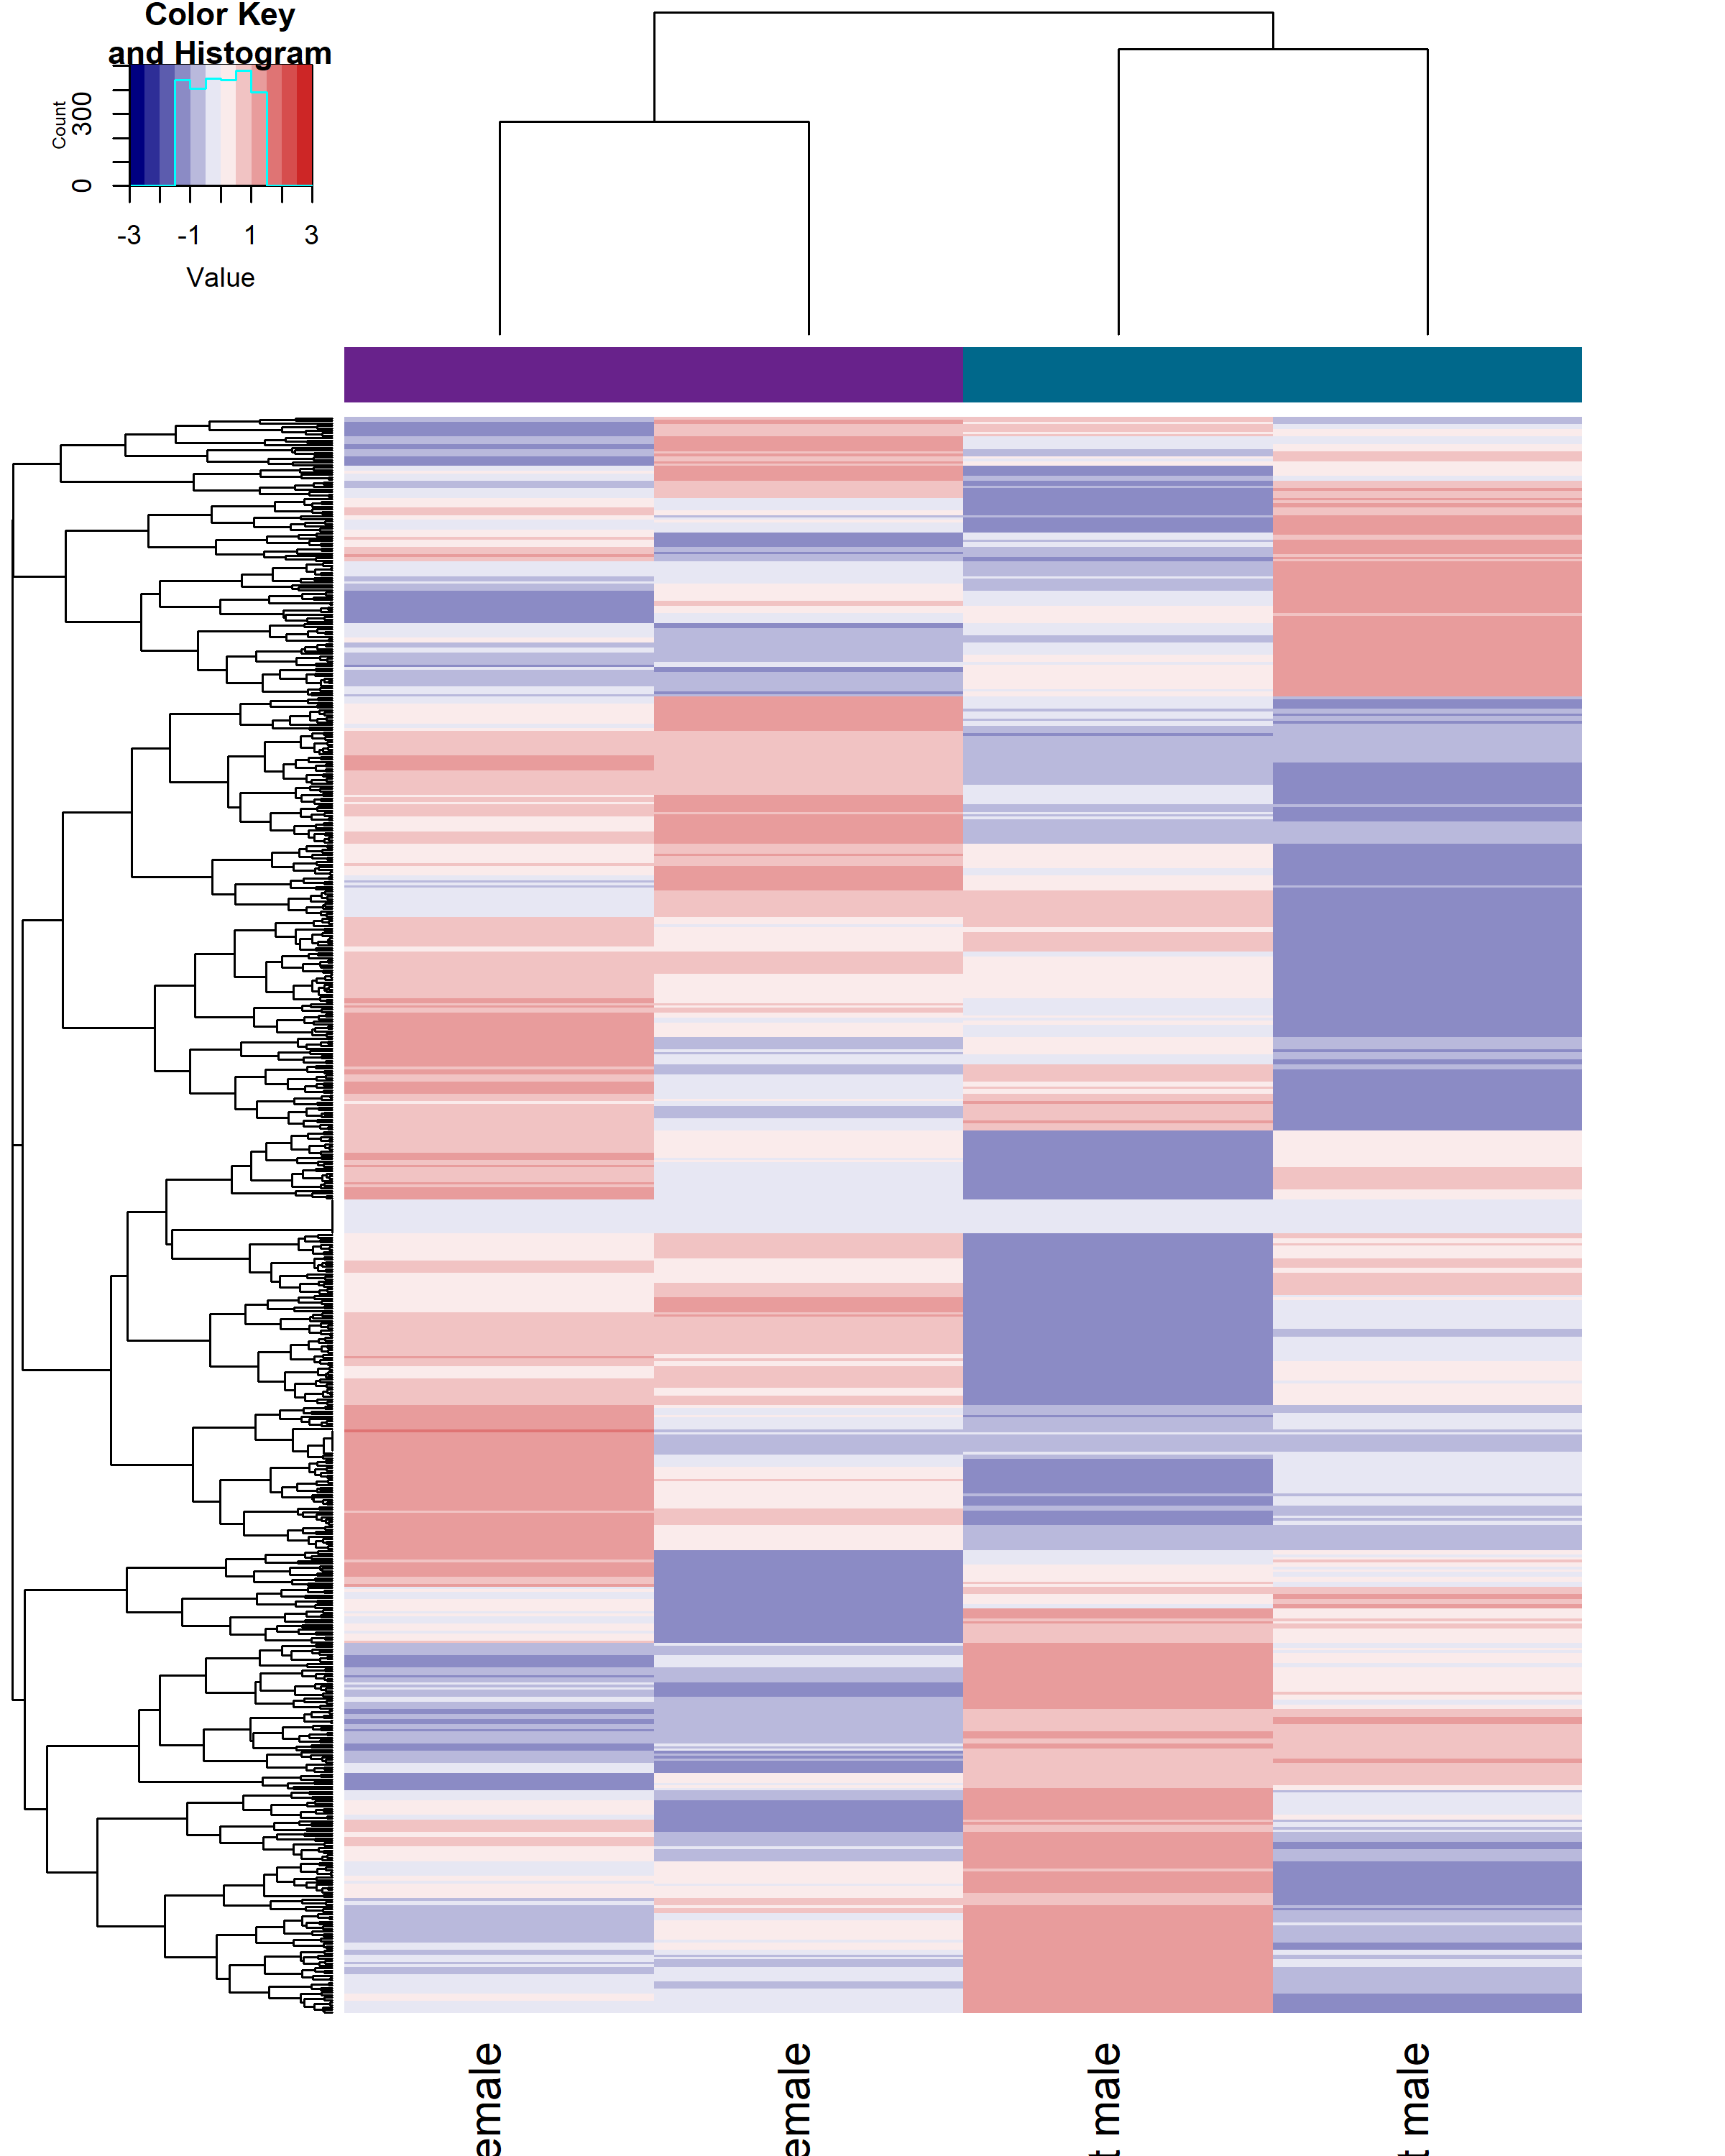 Color Key
and Histogram
Count
0 300
-3 -1 1 3
Value
emale
emale
t male
t male